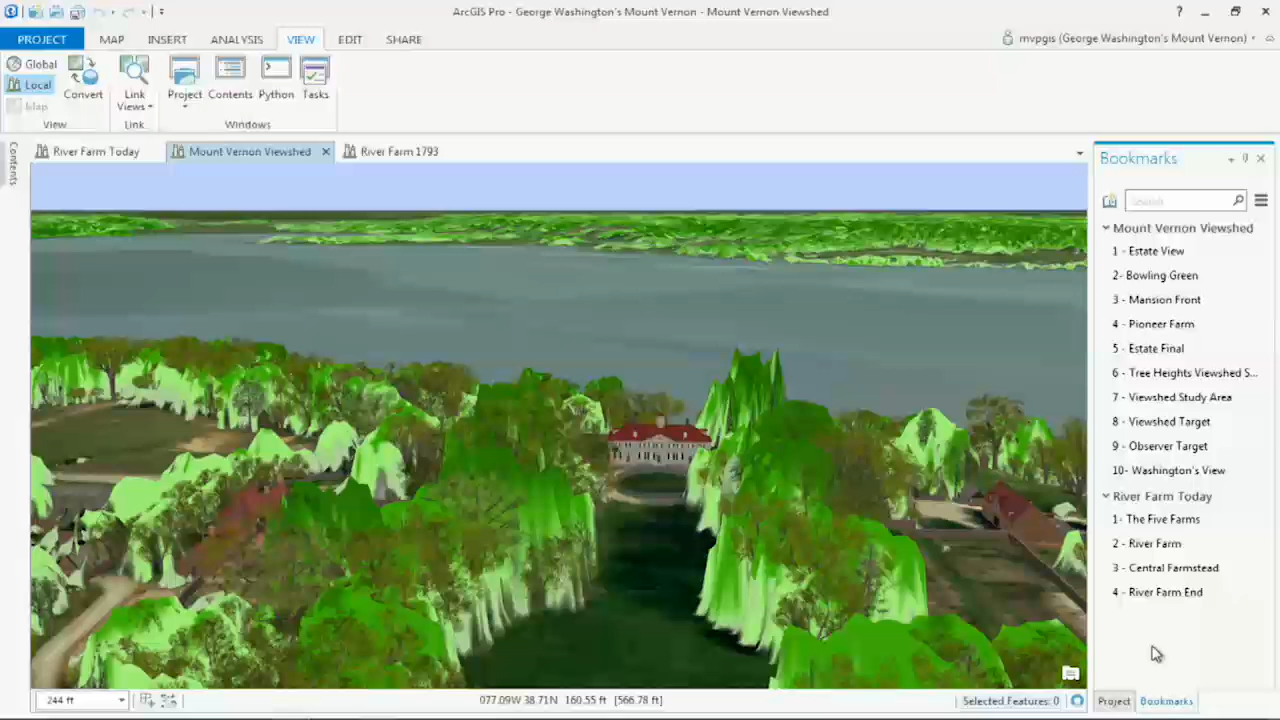 ArcGIS Pro - George Washington's Mount Vernon - Mount Vernon Viewshed
?
PROJECT MAP INSERT ANALYSIS VIEW EDIT SHARE
mvpgis (George Washington's Mount Vernon)
Global
Local
Map
Convert
Link Views
Project
Contents
Python
Tasks
View Link Windows
Contents
River Farm Today
Mount Vernon Viewshed
River Farm 1793
Bookmarks
Search
Mount Vernon Viewshed
1 - Estate View
2- Bowling Green
3 - Mansion Front
4 - Pioneer Farm
5 - Estate Final
6 - Tree Heights Viewshed S...
7 - Viewshed Study Area
8 - Viewshed Target
9 - Observer Target
10- Washington's View
River Farm Today
1- The Five Farms
2 - River Farm
3 - Central Farmstead
4 - River Farm End
244 ft
077.09W 38.71N 160.55 ft [566.78 ft]
Selected Features: 0
Project Bookmarks